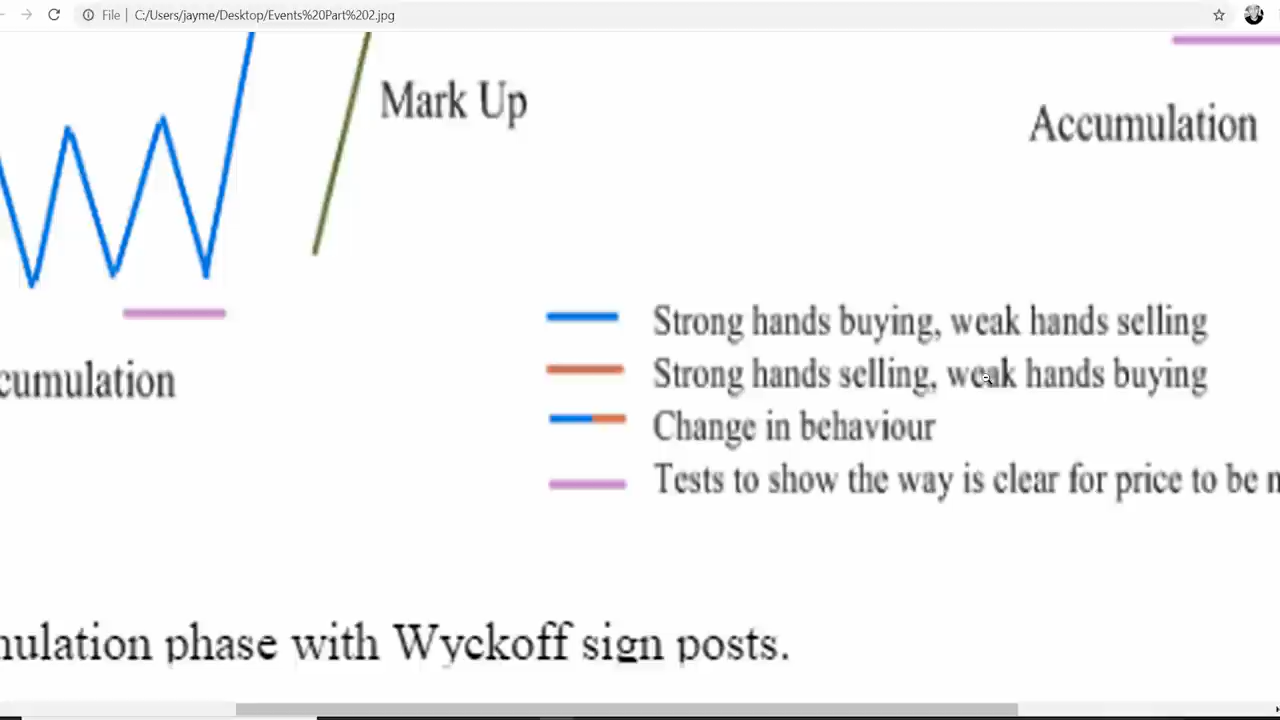 File C:/Users/jayme/Desktop/Events%20Part%202.jpg
Mark Up
Accumulation
Strong hands buying, weak hands selling
cumulation
Strong hands selling, weak hands buying
Change in behaviour
Tests to show the way is clear for price to be
mulation phase with Wyckoff sign posts.